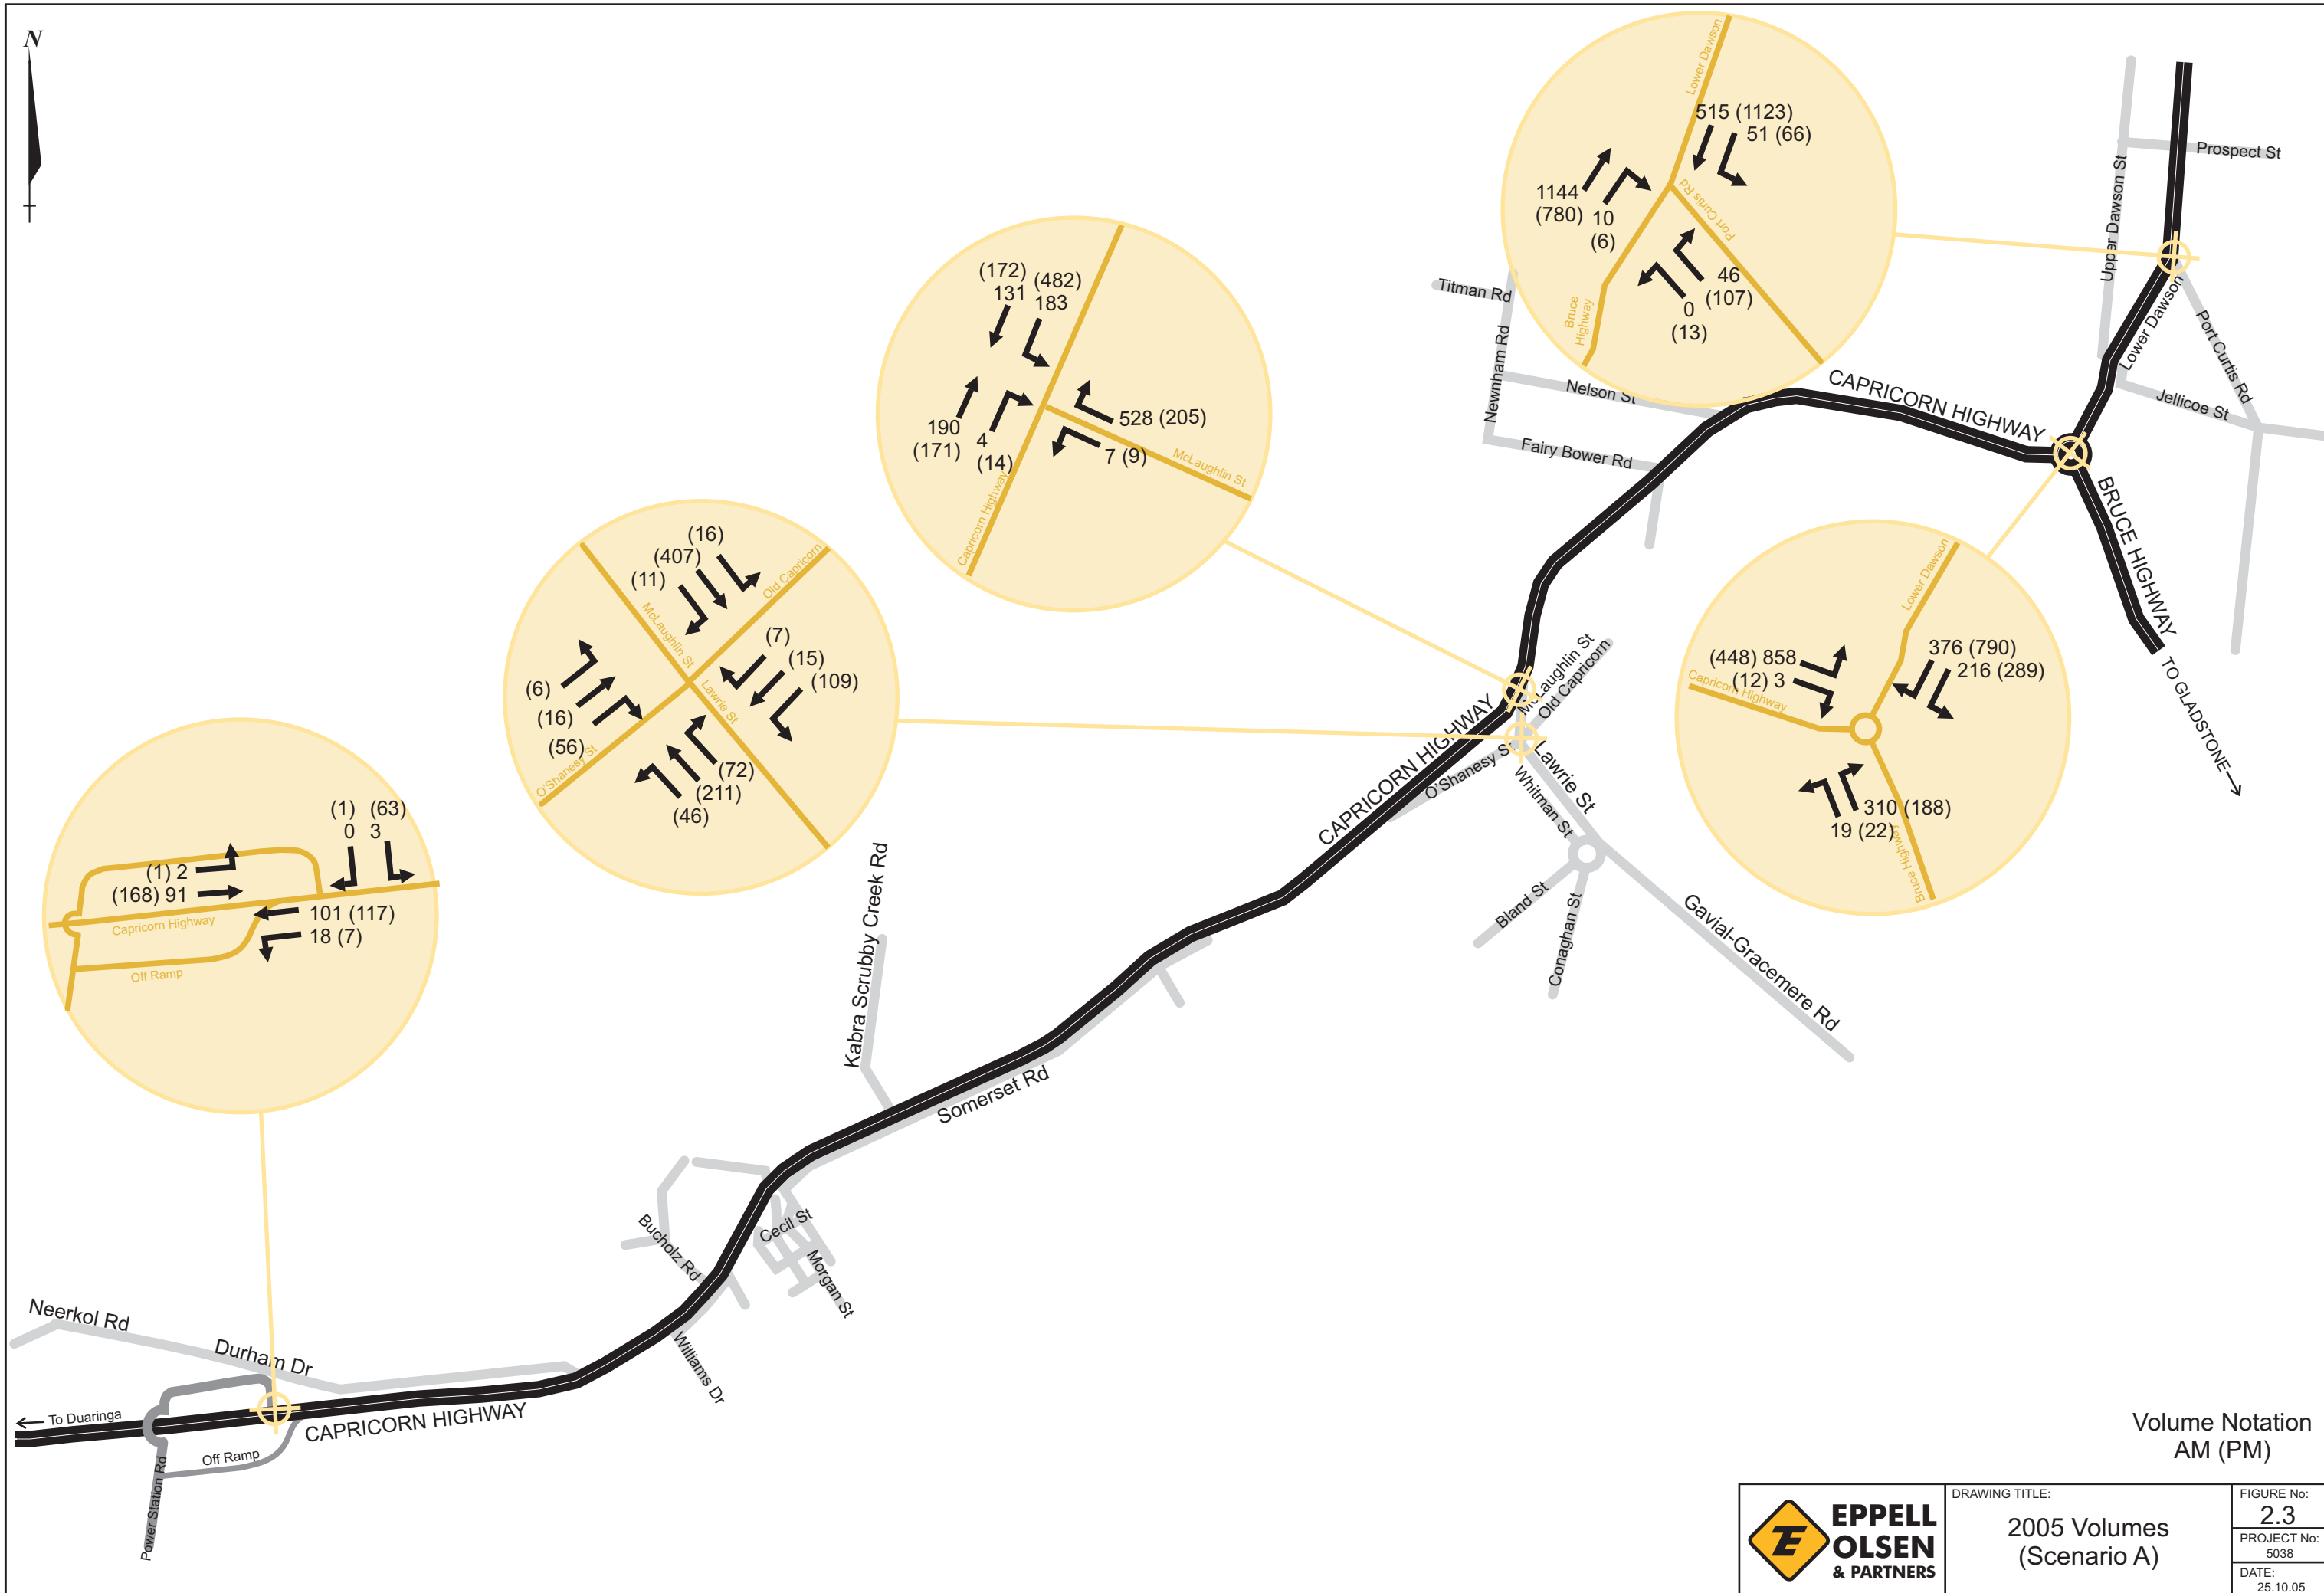 N
Lower Dawson
515 (1123)
51 (66)
1144
(780)
10
(6)
Port Curtis Rd
46
(107)
0
(13)
Bruce
Highway
Prospect St
Upper Dawson St
Lower Dawson
Port Curtis Rd
Jellicoe St
Titman Rd
Newnham Rd
Nelson St
Fairy Bower Rd
CAPRICORN HIGHWAY
BRUCE HIGHWAY
TO GLADSTONE
(172) (482)
131 183
190
(171)
4
(14)
528 (205)
7 (9)
McLaughlin St
Capricorn Highway
(16)
(407)
(11)
Old Capricorn
McLaughlin St
(7)
(15)
(109)
(6)
(16)
(56)
Lawrie St
O'Shanesy St
(72)
(211)
(46)
Lower Dawson
(448) 858
(12) 3
Capricorn Highway
376 (790)
216 (289)
310 (188)
19 (22)
Bruce Highway
McLaughlin St
Old Capricorn
CAPRICORN HIGHWAY
O'Shanesy S
Lawrie St
Whitman St
Bland St
Conaghan St
Gavial-Gracemere Rd
(1) (63)
0 3
(1) 2
(168) 91
101 (117)
18 (7)
Capricorn Highway
Off Ramp
Kabra Scrubby Creek Rd
Somerset Rd
Cecil St
Bucholz Rd
Morgan St
Williams Dr
Neerkol Rd
Durham Dr
To Duaringa
CAPRICORN HIGHWAY
Off Ramp
Power Station Rd
Volume Notation
AM (PM)
E
EPPELL
OLSEN
& PARTNERS
DRAWING TITLE:
2005 Volumes
(Scenario A)
FIGURE No:
2.3
PROJECT No:
5038
DATE:
25.10.05